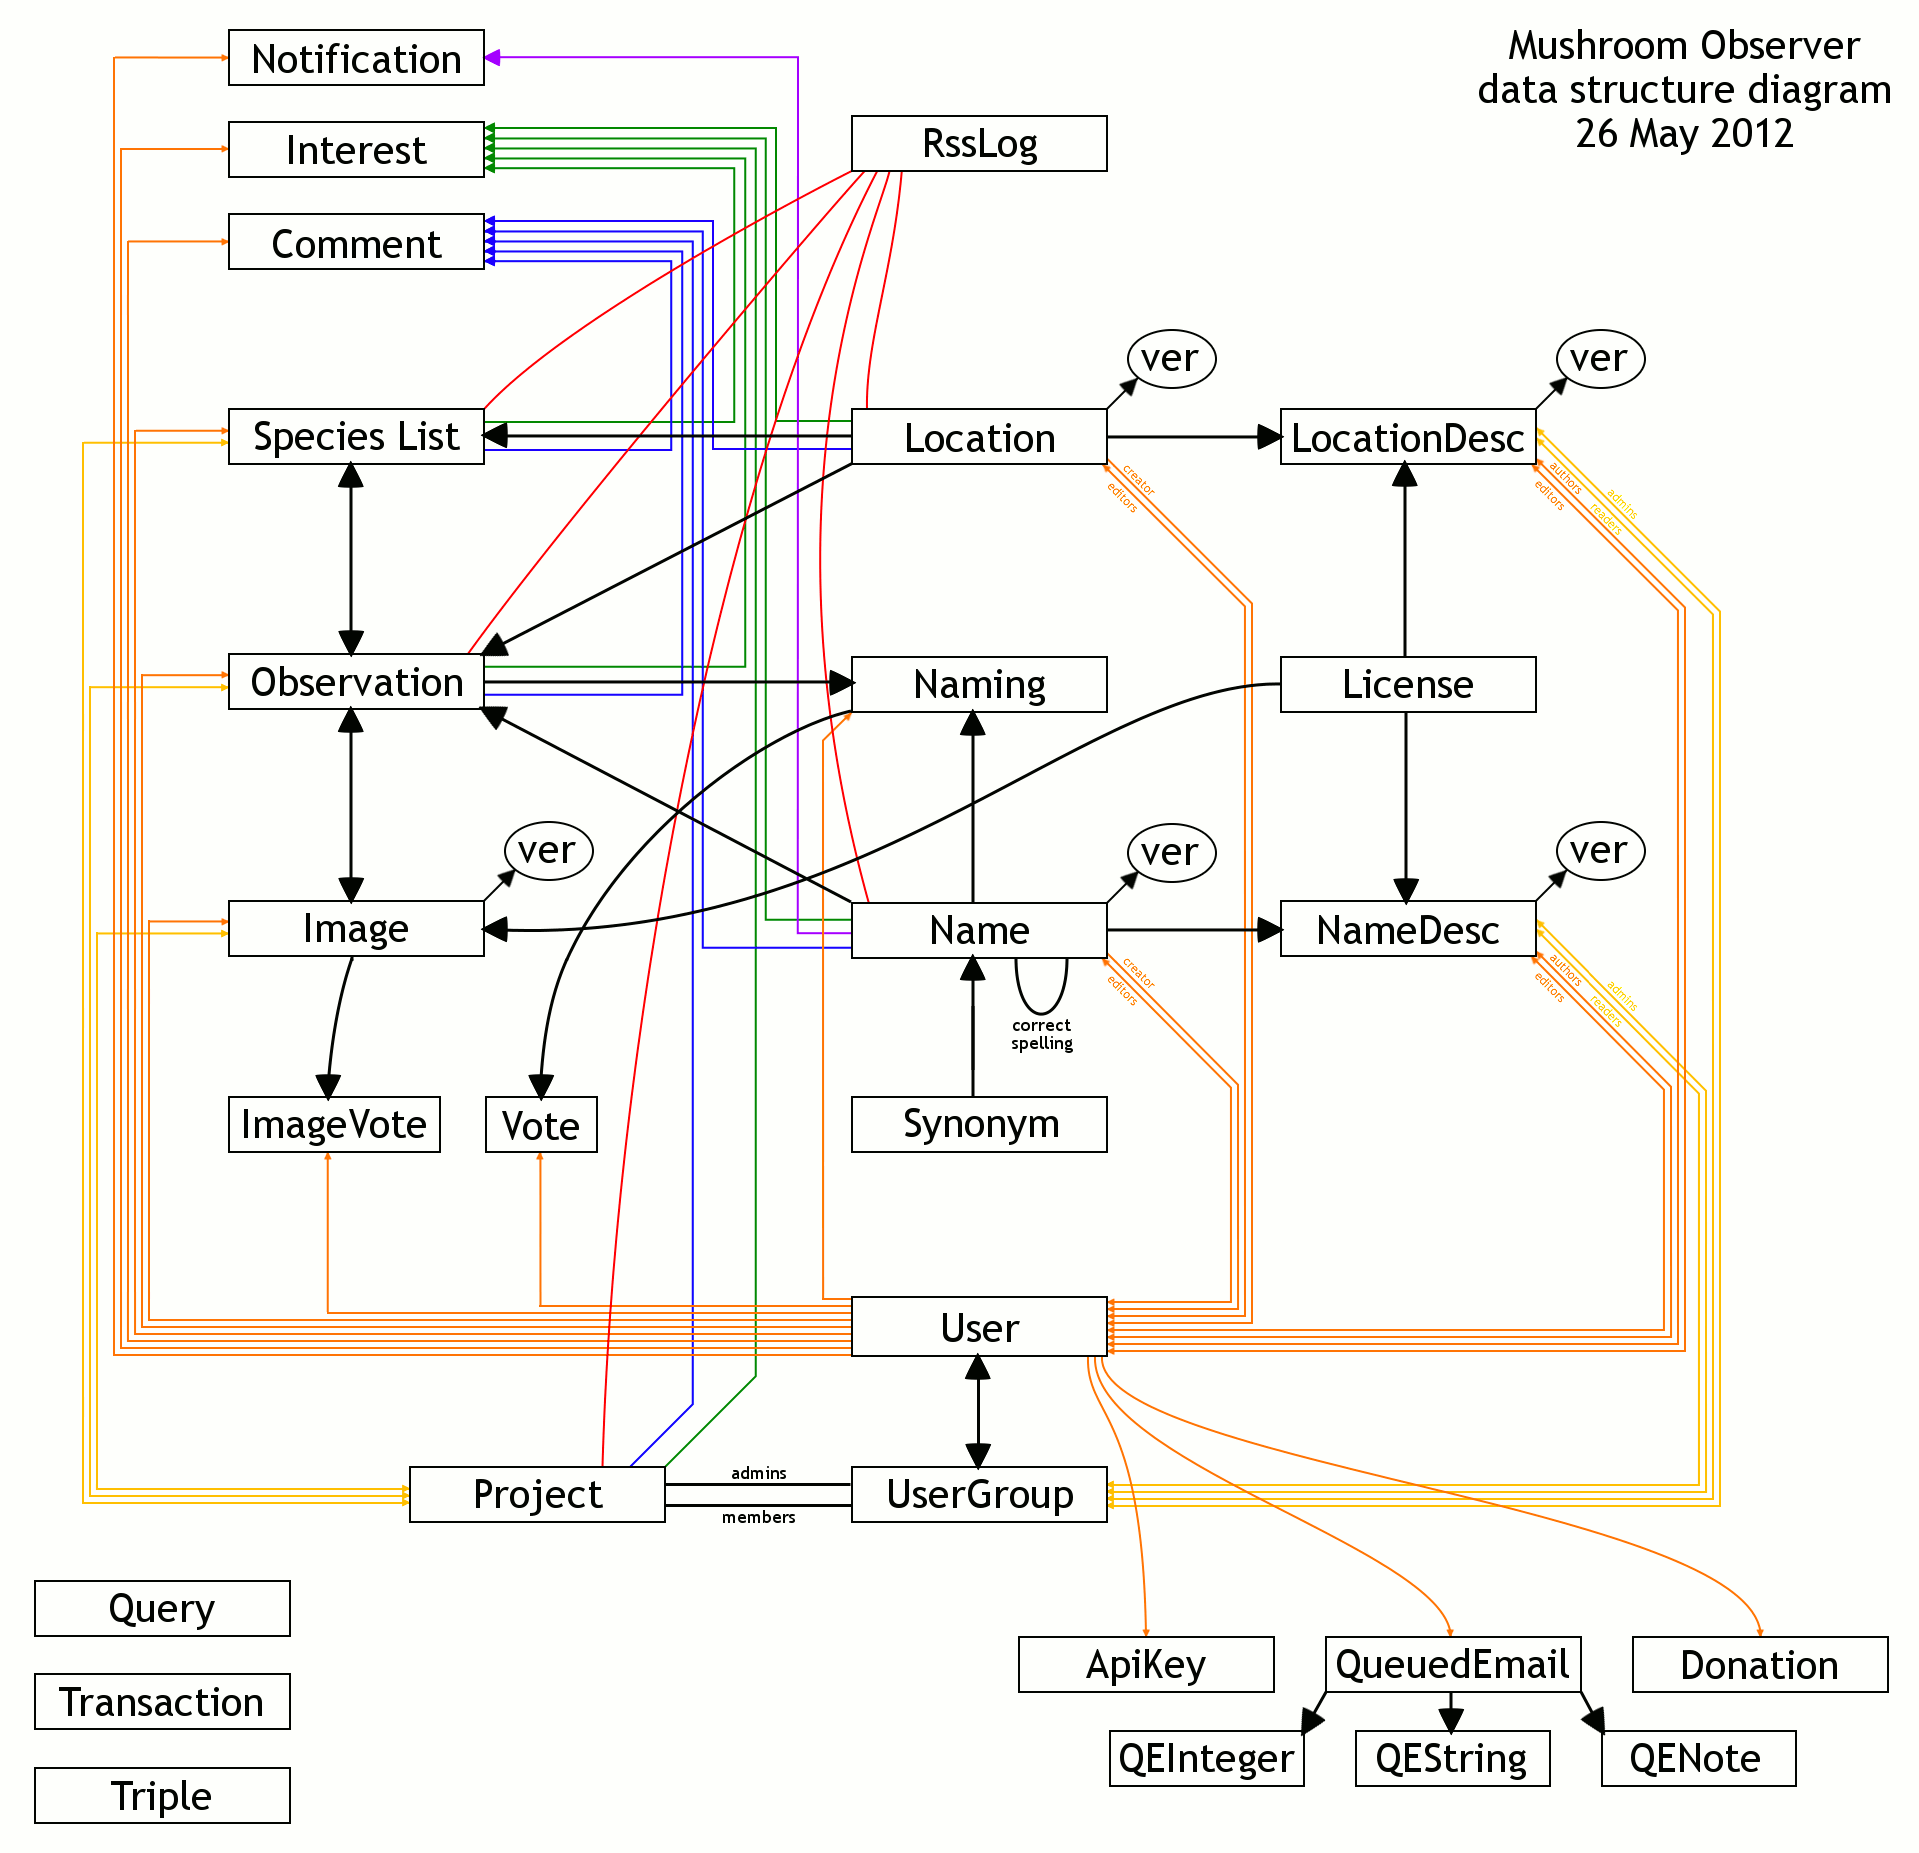 Mushroom Observer
data structure diagram
26 May 2012
Notification
Interest
RssLog
Comment
ver
ver
Species List
Location
LocationDesc
creator
editors
authors
editors
admins
readers
Observation
Naming
License
ver
ver
ver
Image
Name
NameDesc
creator
editors
authors
editors
admins
readers
correct
spelling
ImageVote
Vote
Synonym
User
Project
admins
members
UserGroup
Query
Transaction
Triple
ApiKey
QueuedEmail
Donation
QEInteger
QEString
QENote